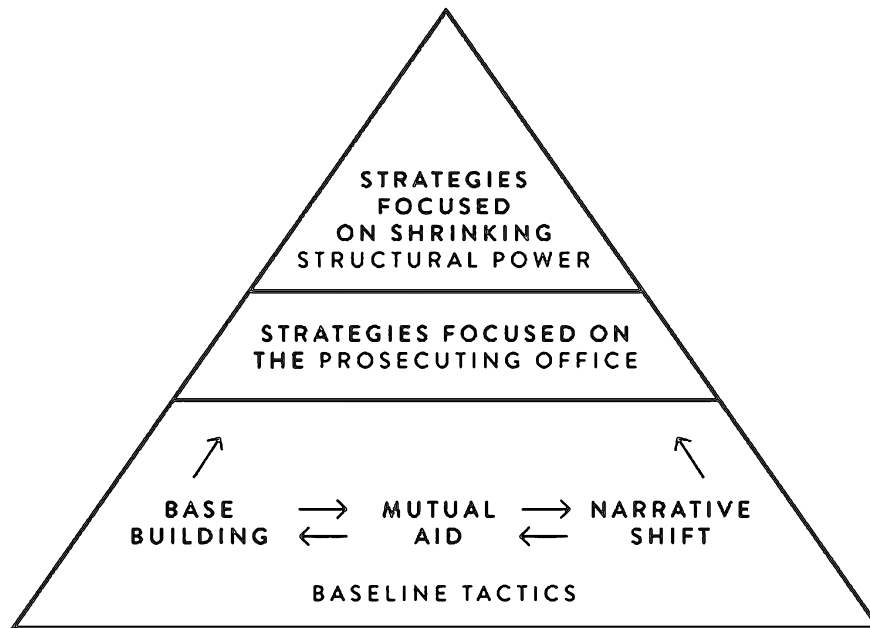 STRATEGIES
FOCUSED
ON SHRINKING
STRUCTURAL POWER
STRATEGIES FOCUSED ON
THE PROSECUTING OFFICE
BASE
BUILDING
MUTUAL
AID
NARRATIVE
SHIFT
BASELINE TACTICS